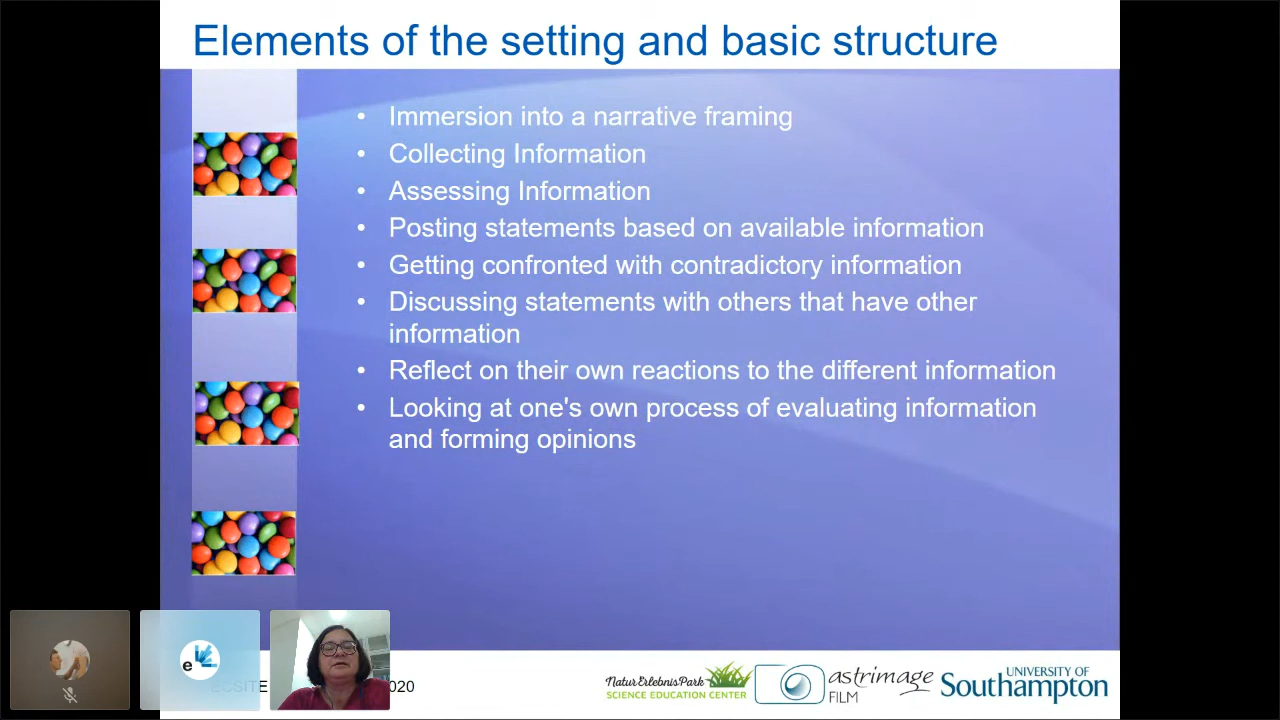 Elements of the setting and basic structure
• Immersion into a narrative framing
• Collecting Information
• Assessing Information
• Posting statements based on available information
• Getting confronted with contradictory information
• Discussing statements with others that have other
information
• Reflect on their own reactions to the different information
• Looking at one's own process of evaluating information
and forming opinions
e
020
NaturErlebnisPark
SCIENCE EDUCATION CENTER
astrimage
FILM
UNIVERSITY OF
Southampton